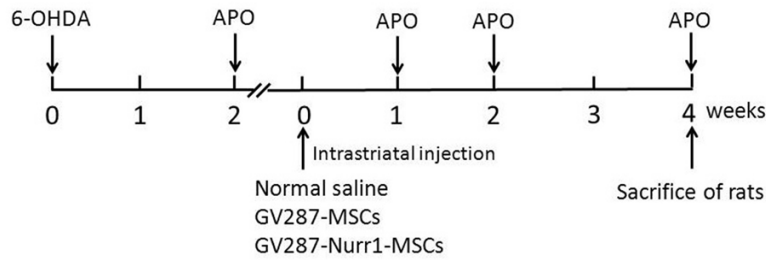 6-OHDA APO APO APO APO
0 1 2 0 1 2 3 4 weeks
Intrastriatal injection
Normal saline
GV287-MSCs
GV287-Nurr1-MSCs
Sacrifice of rats